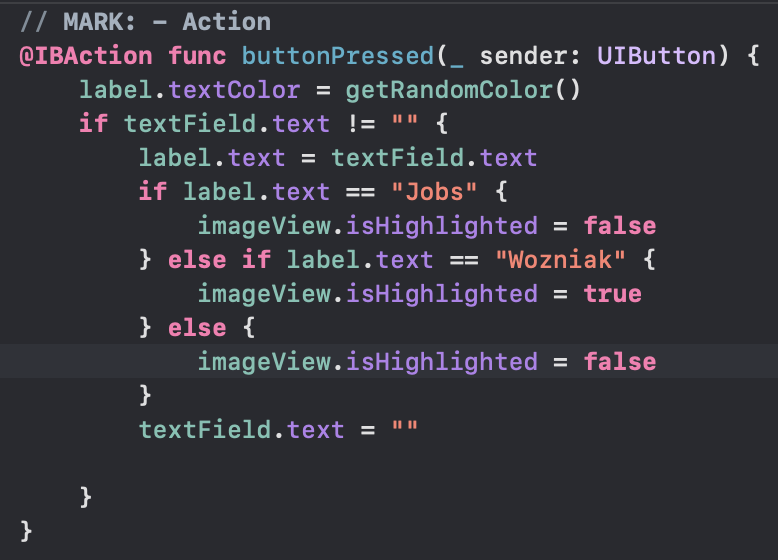 // MARK: - Action
@IBAction func buttonPressed(_ sender: UIButton) {
    label.textColor = getRandomColor()
    if textField.text != "" {
        label.text = textField.text
        if label.text == "Jobs" {
            imageView.isHighlighted = false
        } else if label.text == "Wozniak" {
            imageView.isHighlighted = true
        } else {
            imageView.isHighlighted = false
        }
        textField.text = ""

    }
}